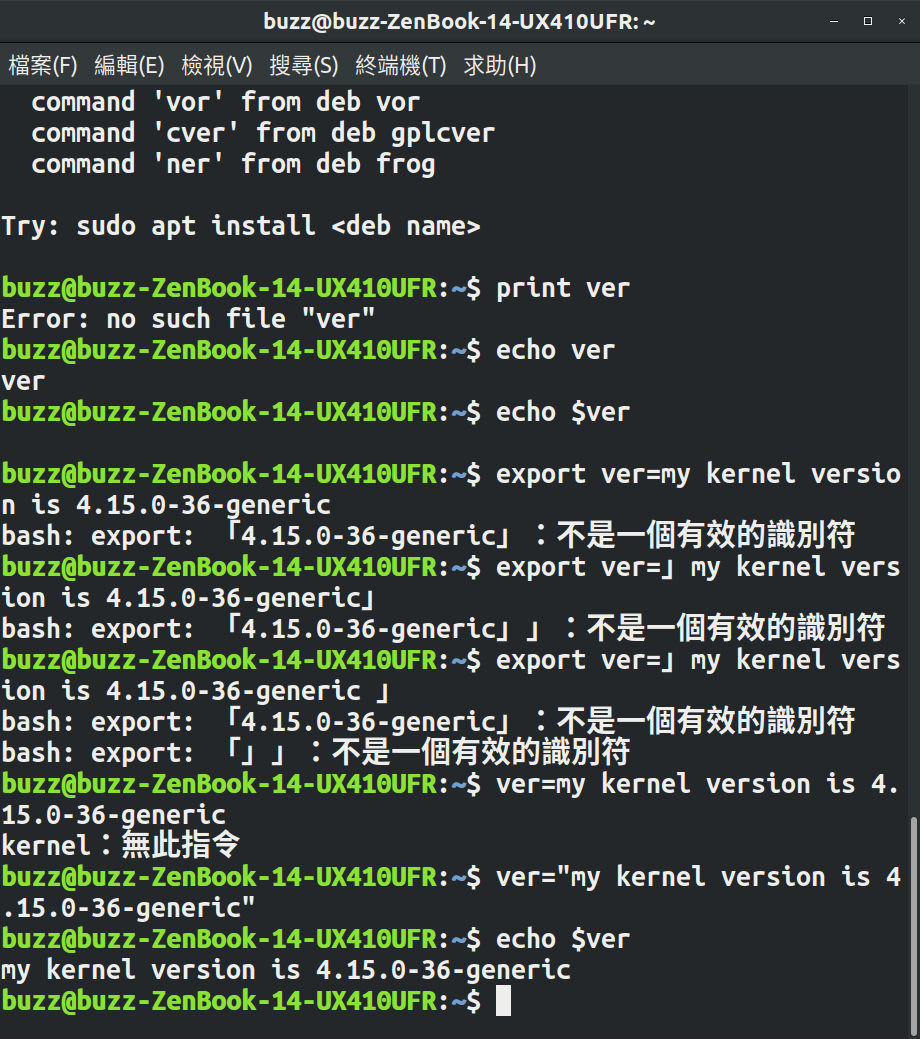 buzz@buzz-ZenBook-14-UX410UFR: ~
檔案(F) 編輯(E) 檢視(V) 搜尋(S) 終端機(T) 求助(H)
command 'vor' from deb vor
command 'cver' from deb gplcver
command 'ner' from deb frog
Try: sudo apt install <deb name>
buzz@buzz-ZenBook-14-UX410UFR:~$ print ver
Error: no such file "ver"
buzz@buzz-ZenBook-14-UX410UFR:~$ echo ver
ver
buzz@buzz-ZenBook-14-UX410UFR:~$ echo $ver
buzz@buzz-ZenBook-14-UX410UFR:~$ export ver=my kernel versio
n is 4.15.0-36-generic
bash: export: 「4.15.0-36-generic」：不是一個有效的識別符
buzz@buzz-ZenBook-14-UX410UFR:~$ export ver=」my kernel vers
ion is 4.15.0-36-generic」
bash: export: 「4.15.0-36-generic」」：不是一個有效的識別符
buzz@buzz-ZenBook-14-UX410UFR:~$ export ver=」my kernel vers
ion is 4.15.0-36-generic 」
bash: export: 「4.15.0-36-generic」：不是一個有效的識別符
bash: export: 「」」：不是一個有效的識別符
buzz@buzz-ZenBook-14-UX410UFR:~$ ver=my kernel version is 4.
15.0-36-generic
kernel：無此指令
buzz@buzz-ZenBook-14-UX410UFR:~$ ver="my kernel version is 4
.15.0-36-generic"
buzz@buzz-ZenBook-14-UX410UFR:~$ echo $ver
my kernel version is 4.15.0-36-generic
buzz@buzz-ZenBook-14-UX410UFR:~$